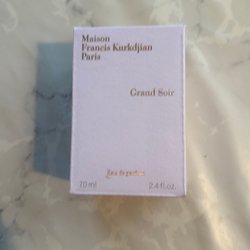 Maison
Francis Kurkdjian
Paris
Grand Soir
Eau de parfum
70 ml 2.4 fl.oz.